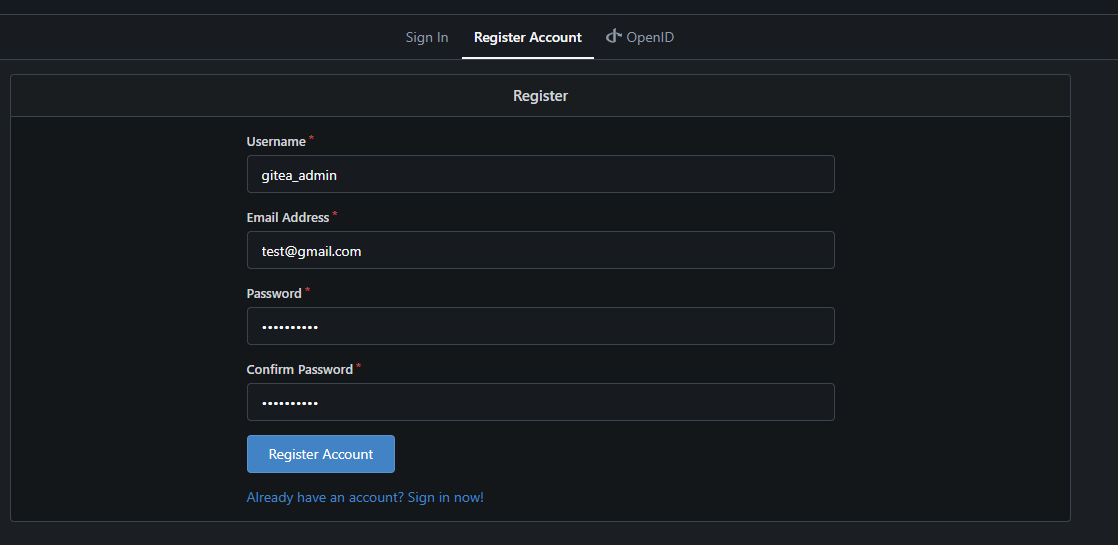 Sign In Register Account OpenID
Register
Username *
gitea_admin
Email Address *
test@gmail.com
Password *
••••••••••
Confirm Password *
••••••••••
Register Account
Already have an account? Sign in now!